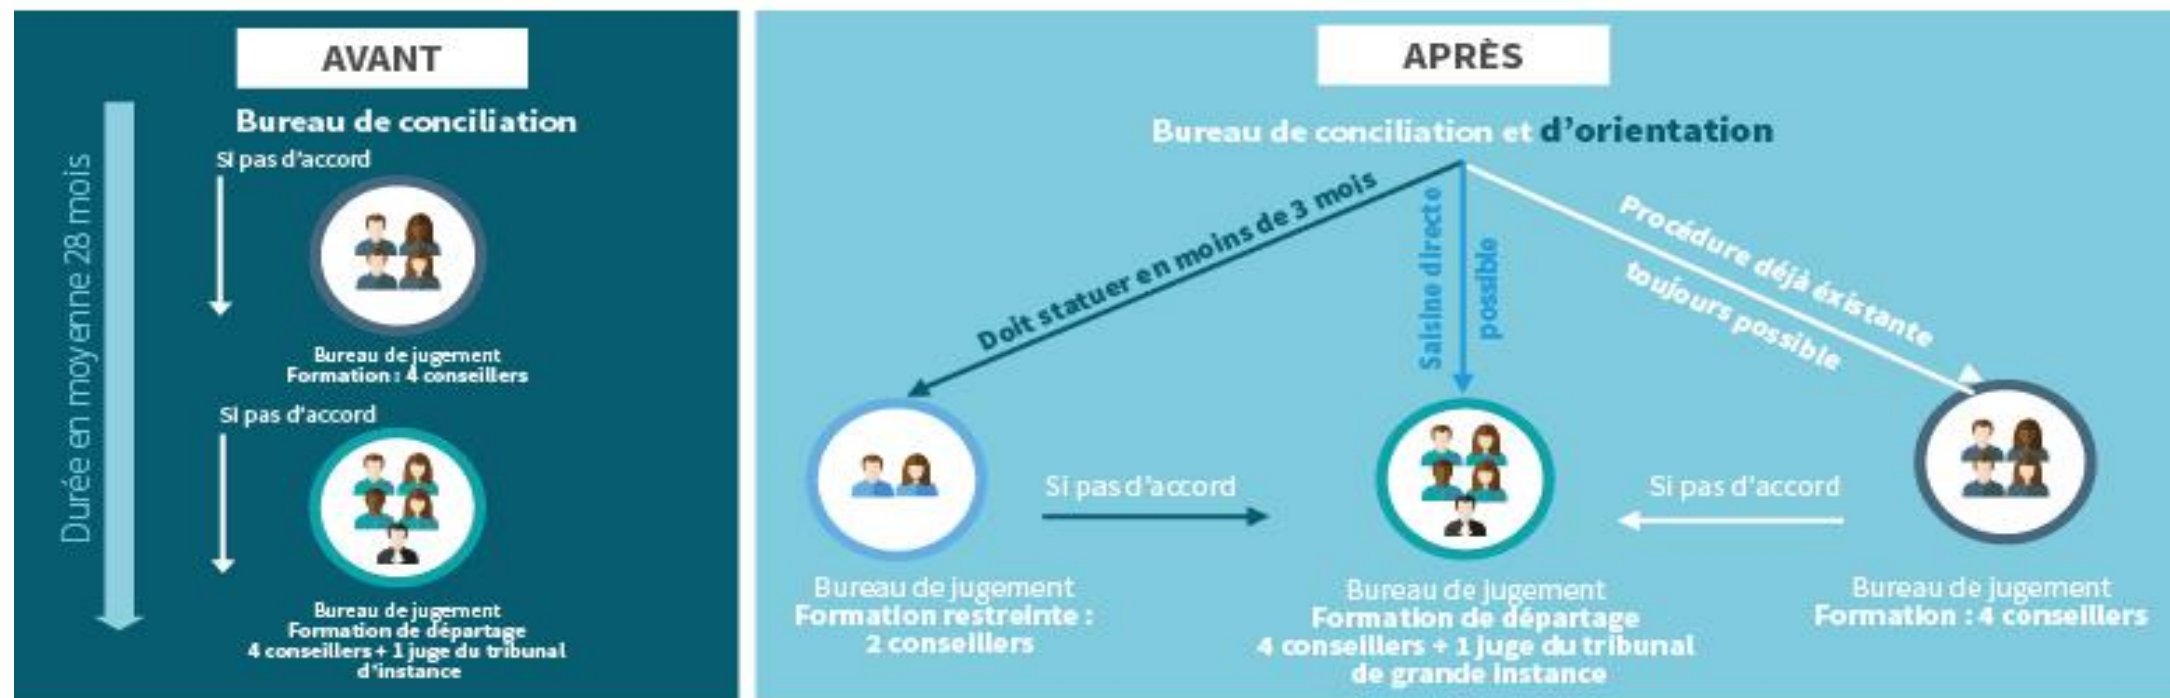 AVANT
Bureau de conciliation
Si pas d'accord
Durée en moyenne 28 mois
Bureau de jugement
Formation : 4 conseillers
Si pas d'accord
Bureau de jugement
Formation de départage
4 conseillers + 1 juge du tribunal
d'instance
APRÈS
Bureau de conciliation et d'orientation
Doit statuer en moins de 3 mois
Saisine directe
possible
Procédure déjà éxistante
toujours possible
Si pas d'accord
Si pas d'accord
Bureau de jugement
Formation restreinte :
2 conseillers
Bureau de jugement
Formation de départage
4 conseillers + 1 juge du tribunal
de grande instance
Bureau de jugement
Formation : 4 conseillers